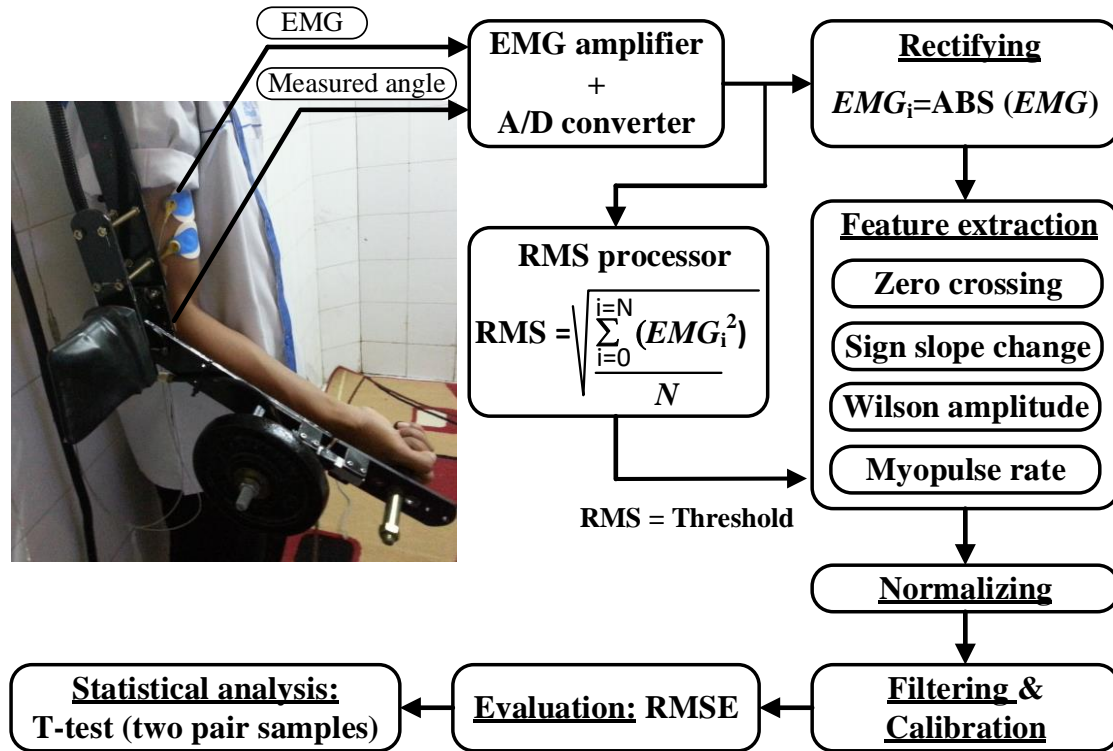 EMG
Measured angle
EMG amplifier
+
A/D converter
Rectifying
EMGᵢ=ABS (EMG)
RMS processor
RMS = √(∑_{i=0}^{i=N} (EMGᵢ²) / N)
RMS = Threshold
Feature extraction
Zero crossing
Sign slope change
Wilson amplitude
Myopulse rate
Normalizing
Filtering &
Calibration
Evaluation: RMSE
Statistical analysis:
T-test (two pair samples)